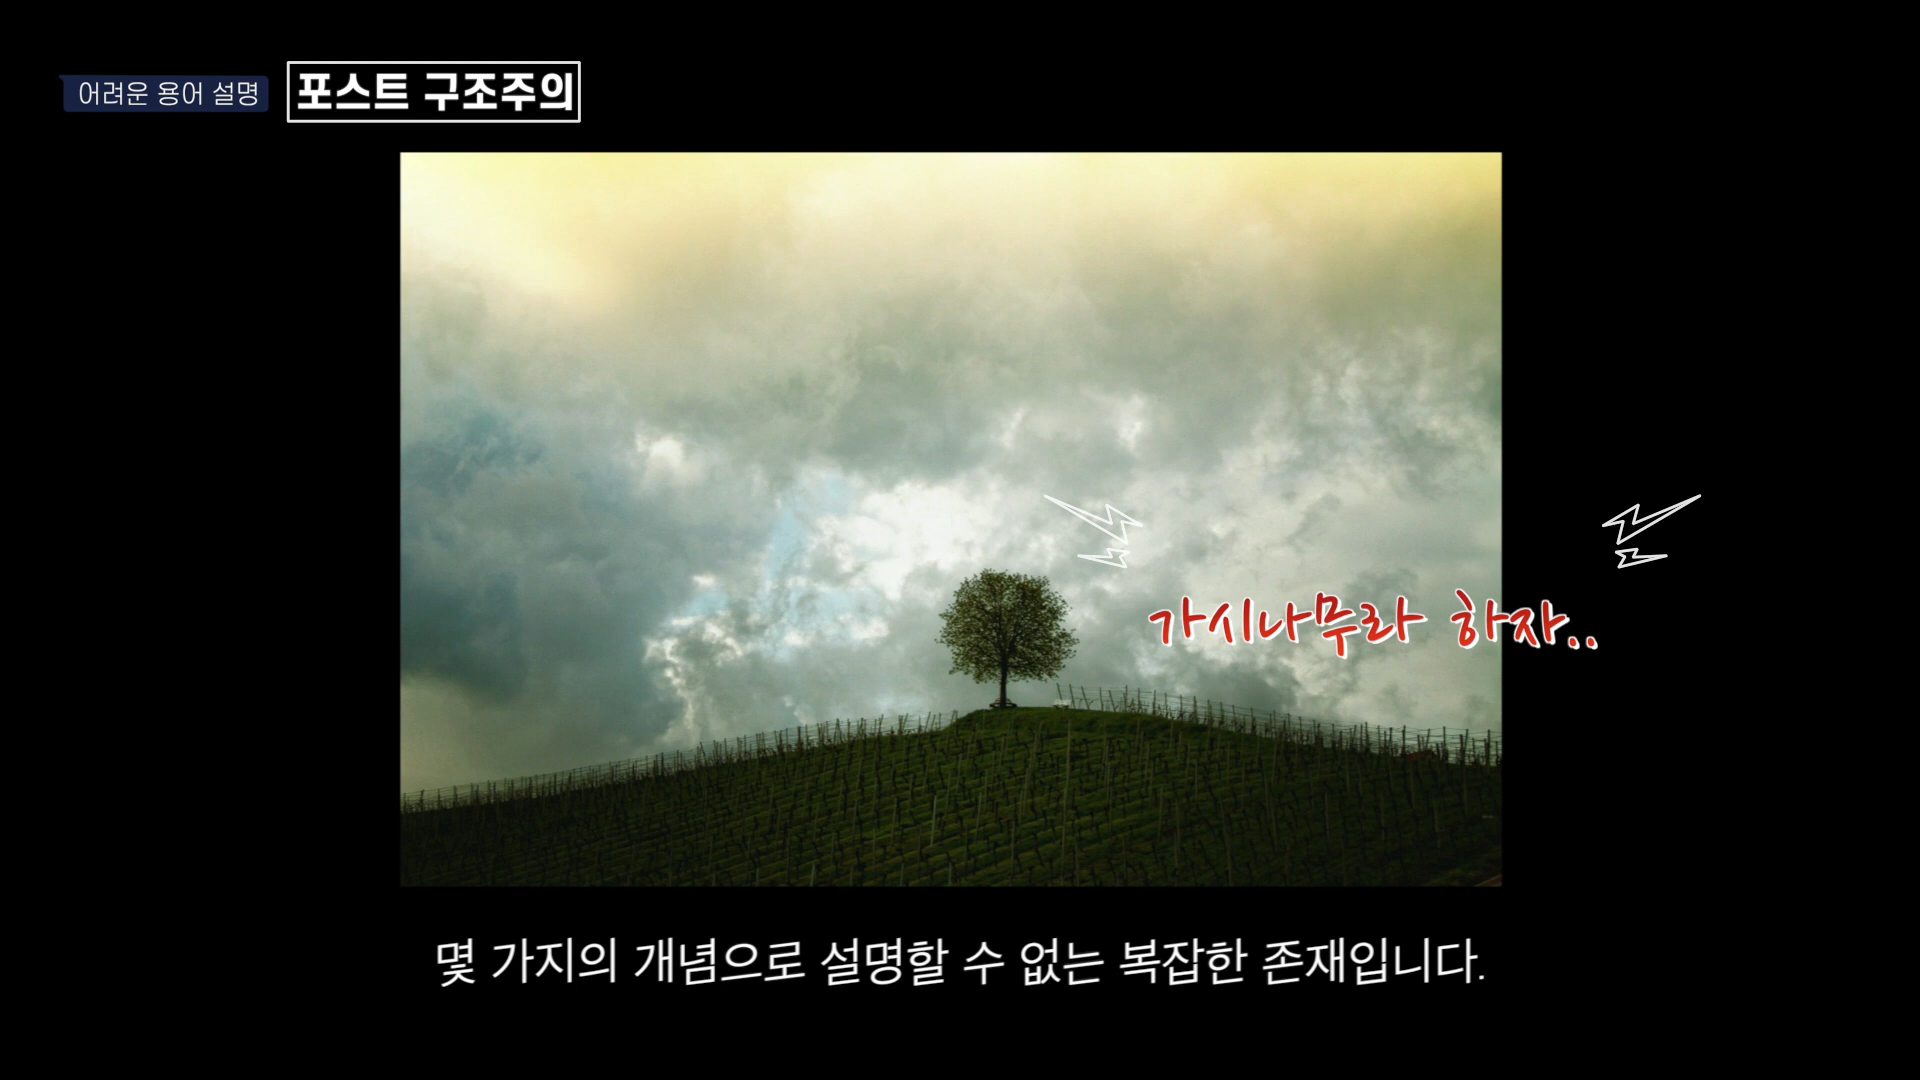 어려운 용어 설명
포스트 구조주의
가시나무라 하자..
몇 가지의 개념으로 설명할 수 없는 복잡한 존재입니다.